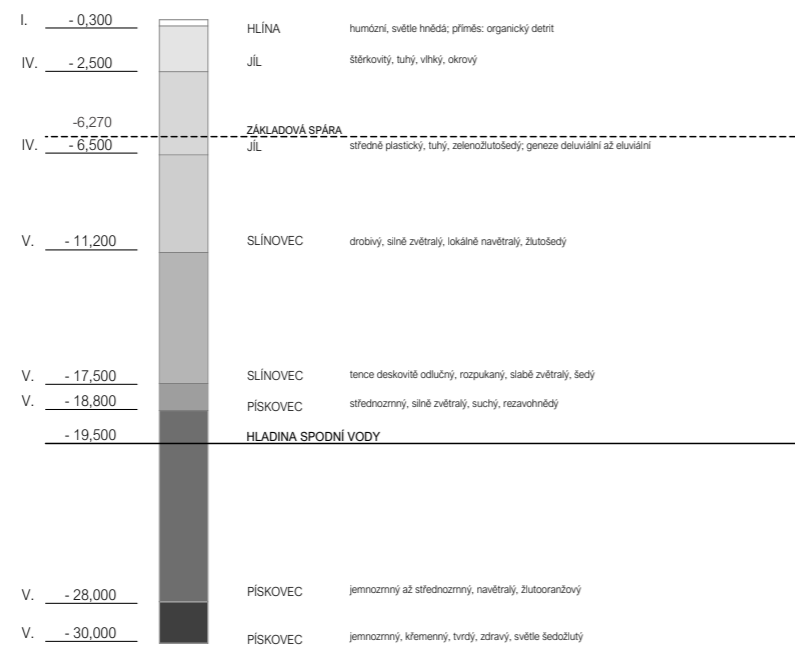 I. - 0,300 HLÍNA humózní, světle hnědá; příměs: organický detrit
IV. - 2,500 JÍL štěrkovitý, tuhý, vlhký, okrový
-6,270 ZÁKLADOVÁ SPÁRA
IV. - 6,500 JÍL středně plastický, tuhý, zelenožlutošedý; geneze deluviální až eluviální
V. - 11,200 SLÍNOVEC drobivý, silně zvětralý, lokálně navětralý, žlutošedý
V. - 17,500 SLÍNOVEC tence deskovitě odlučný, rozpukaný, slabě zvětralý, šedý
V. - 18,800 PÍSKOVEC střednozrnný, silně zvětralý, suchý, rezavohnědý
- 19,500 HLADINA SPODNÍ VODY
V. - 28,000 PÍSKOVEC jemnozrnný až střednozrnný, navětralý, žlutooranžový
V. - 30,000 PÍSKOVEC jemnozrnný, křemenný, tvrdý, zdravý, světle šedožlutý